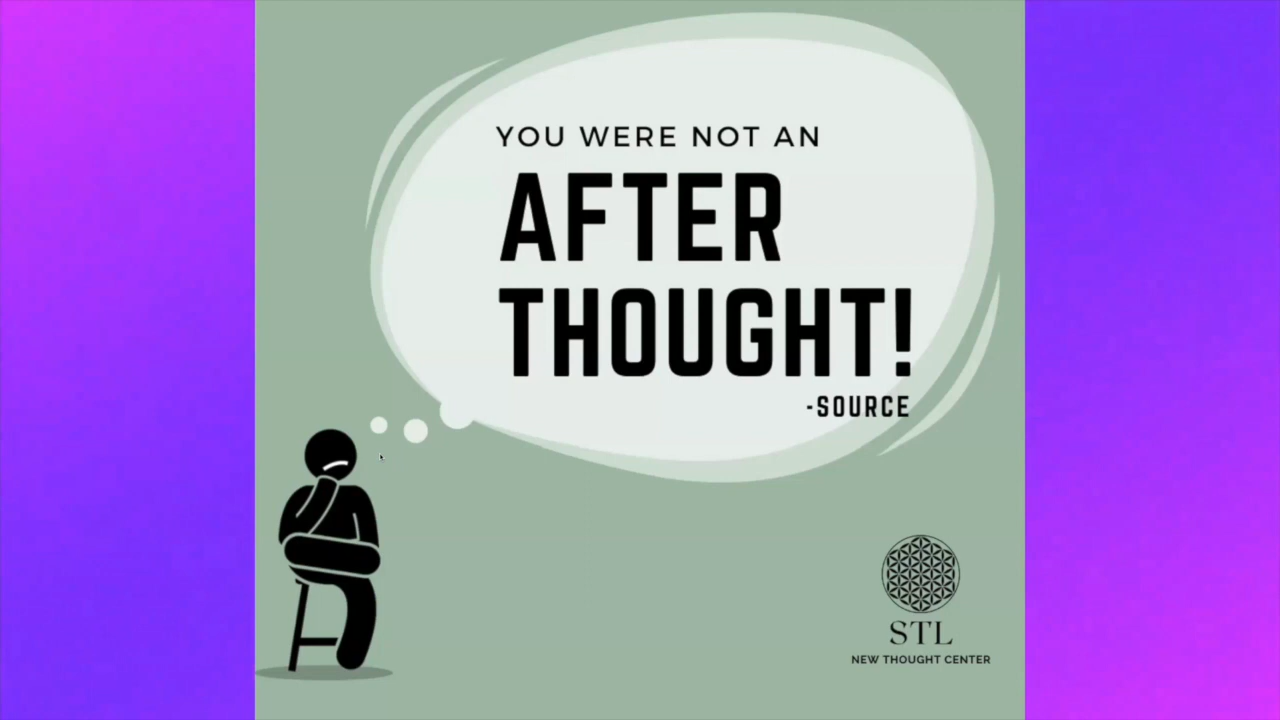 YOU WERE NOT AN
AFTER
THOUGHT!
-SOURCE
STL
NEW THOUGHT CENTER